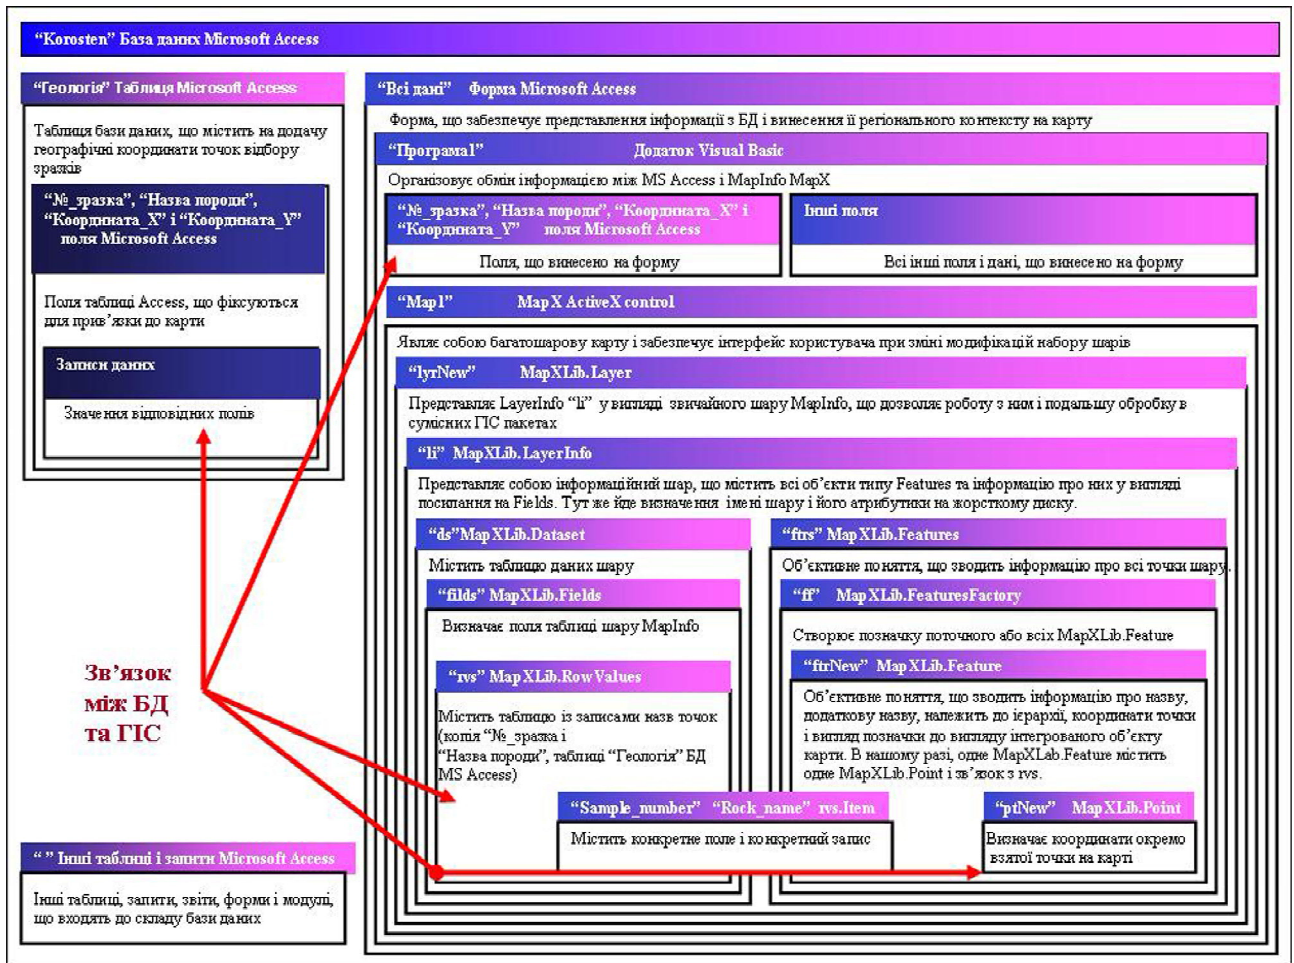 “Korosten” База даних Microsoft Access
“Геологія” Таблиця Microsoft Access
Таблиця бази даних, що містить на додачу
географічні координати точок відбору
зразків
“№_зразка”, “Назва породи”,
“Координата_X” і “Координата_Y”
поля Microsoft Access
Поля таблиці Access, що фіксуються
для прив’язки до карти
Записи даних
Значення відповідних полів
Зв’язок
між БД
та ГІС
“ ” Інші таблиці і запити Microsoft Access
Інші таблиці, запити, звіти, форми і модулі,
що входять до складу бази даних
“Всі дані” Форма Microsoft Access
Форма, що забезпечує представлення інформації з БД і винесення її регіонального контексту на карту
“Програма1” Додаток Visual Basic
Організовує обмін інформацією між MS Access і MapInfo MapX
“№_зразка”, “Назва породи”, “Координата_X” і
“Координата_Y” поля Microsoft Access
Поля, що винесено на форму
Інші поля
Всі інші поля і дані, що винесено на форму
“Map1” MapX ActiveX control
Являє собою багатошарову карту і забезпечує інтерфейс користувача при зміні модифікацій набору шарів
“lyrNew” MapXLib.Layer
Представляє LayerInfo “li” у вигляді звичайного шару MapInfo, що дозволяє роботу з ним і подальшу обробку в
сумісних ГІС пакетах
“li” MapXLib.LayerInfo
Представляє собою інформаційний шар, що містить всі об’єкти типу Features та інформацію про них у вигляді
посилання на Fields. Тут же йде визначення імені шару і його атрибутики на жорсткому диску.
“ds”MapXLib.Dataset
Містить таблицю даних шару
“filds” MapXLib.Fields
Визначає поля таблиці шару MapInfo
“rvs” MapXLib.RowValues
Містить таблицю із записами назв точок
(копія “№_зразка і
“Назва породи”, таблиці “Геологія” БД
MS Access)
“Sample_number” “Rock_name” rvs.Item
Містить конкретне поле і конкретний запис
“ftrs” MapXLib.Features
Об’єктивне поняття, що зводить інформацію про всі точки шару.
“ff” MapXLib.FeaturesFactory
Створює позначку поточного або всіх MapXLib.Feature
“ftrNew” MapXLib.Feature
Об’єктивне поняття, що зводить інформацію про назву,
додаткову назву, належить до ієрархії, координати точки
і вигляд позначки до вигляду інтегрованого об’єкту
карти. В нашому разі, одне MapXLab.Feature містить
одне MapXLib.Point і зв’язок з rvs.
“ptNew” MapXLib.Point
Визначає координати окремо
взятої точки на карті